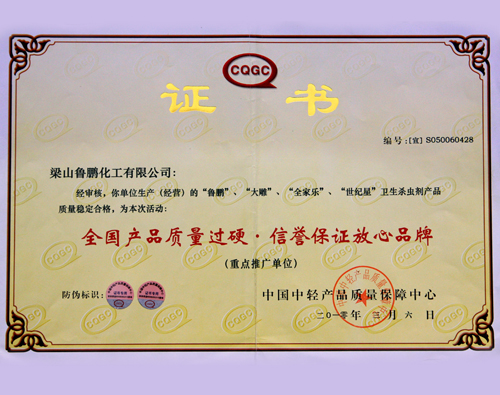 CQGC
证 书
编号:[宜] S050060428
梁山鲁鹏化工有限公司:
经审核,你单位生产(经营)的“鲁鹏”、“大雕”、“全家乐”、“世纪星”卫生杀虫剂产品
质量稳定合格,为本次活动:
全国产品质量过硬·信誉保证放心品牌
(重点推广单位)
防伪标识:
中国中轻产品质量保障中心
二〇一〇年 三 月 六 日